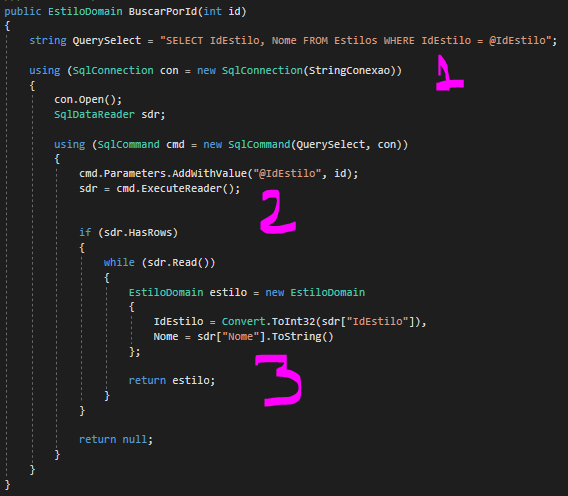 public EstiloDomain BuscarPorId(int id)
{
string QuerySelect = "SELECT IdEstilo, Nome FROM Estilos WHERE IdEstilo = @IdEstilo";
1
using (SqlConnection con = new SqlConnection(StringConexao))
{
con.Open();
SqlDataReader sdr;
using (SqlCommand cmd = new SqlCommand(QuerySelect, con))
{
cmd.Parameters.AddWithValue("@IdEstilo", id);
sdr = cmd.ExecuteReader();
2
if (sdr.HasRows)
{
while (sdr.Read())
{
EstiloDomain estilo = new EstiloDomain
{
IdEstilo = Convert.ToInt32(sdr["IdEstilo"]),
Nome = sdr["Nome"].ToString()
};
3
return estilo;
}
}
return null;
}
}
}